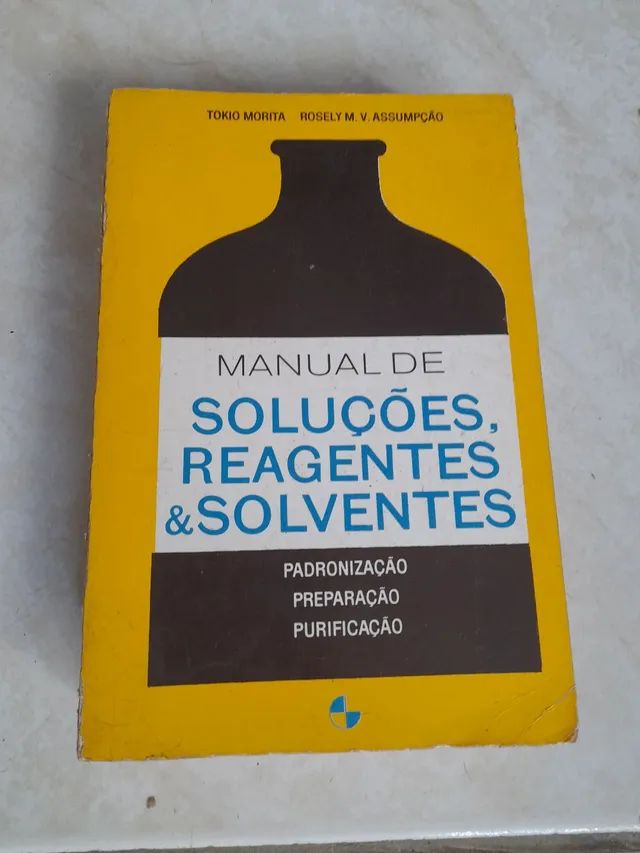 TOKIO MORITA ROSELY M. V. ASSUMPÇÃO
MANUAL DE
SOLUÇÕES,
REAGENTES
&SOLVENTES
PADRONIZAÇÃO
PREPARAÇÃO
PURIFICAÇÃO